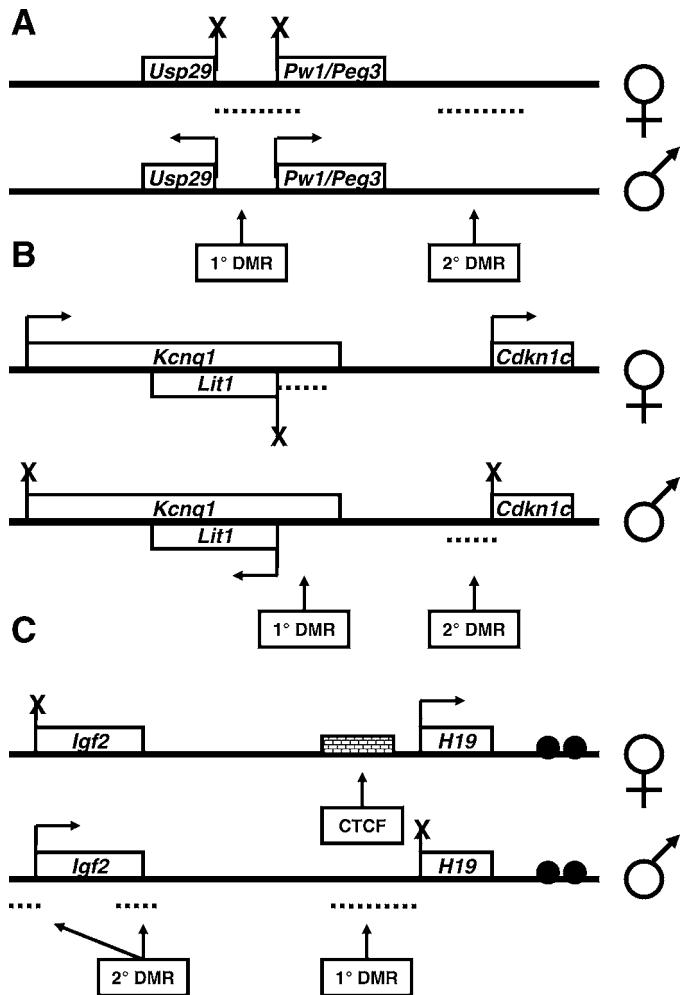 A
X X
Usp29 Pw1/Peg3
Usp29 Pw1/Peg3
1° DMR 2° DMR
B
Kcnq1 Cdkn1c
Lit1
X
X X
Kcnq1 Cdkn1c
Lit1
1° DMR 2° DMR
C
X
Igf2 H19
CTCF
X
Igf2 H19
2° DMR 1° DMR